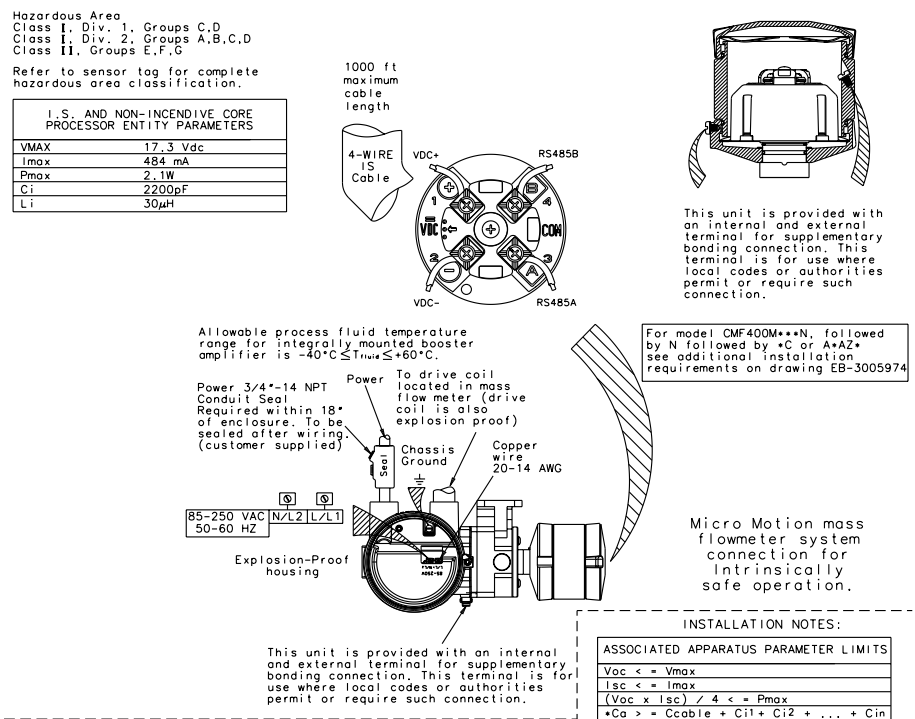 Hazardous Area
Class I, Div. 1, Groups C,D
Class I, Div. 2, Groups A,B,C,D
Class II, Groups E,F,G
Refer to sensor tag for complete
hazardous area classification.
I.S. AND NON-INCENDIVE CORE
PROCESSOR ENTITY PARAMETERS
VMAX 17.3 Vdc
Imax 484 mA
Pmax 2.1W
Ci 2200pF
Li 30µH
1000 ft
maximum
cable
length
4-WIRE
IS
Cable
VDC+
RS485B
B
1
4
VDC
COM
2
3
A
VDC-
RS485A
This unit is provided with
an internal and external
terminal for supplementary
bonding connection. This
terminal is for use where
local codes or authorities
permit or require such
connection.
For model CMF400M***N, followed
by N followed by *C or A*AZ*
see additional installation
requirements on drawing EB-3005974
Allowable process fluid temperature
range for integrally mounted booster
amplifier is -40°C ≤ Tfluid ≤ +60°C.
Power 3/4"-14 NPT
Conduit Seal
Required within 18"
of enclosure. To be
sealed after wiring.
(customer supplied)
Power
To drive coil
located in mass
flow meter (drive
coil is also
explosion proof)
Seal
Chassis
Ground
Copper
wire
20-14 AWG
85-250 VAC
50-60 HZ
N/L2 L/L1
Explosion-Proof
housing
Micro Motion mass
flowmeter system
connection for
Intrinsically
safe operation.
This unit is provided with an internal
and external terminal for supplementary
bonding connection. This terminal is for
use where local codes or authorities
permit or require such connection.
INSTALLATION NOTES:
ASSOCIATED APPARATUS PARAMETER LIMITS
Voc < = Vmax
Isc < = Imax
(Voc x Isc) / 4 < = Pmax
*Ca > = Ccable + Ci1+ Ci2 + ... + Cin